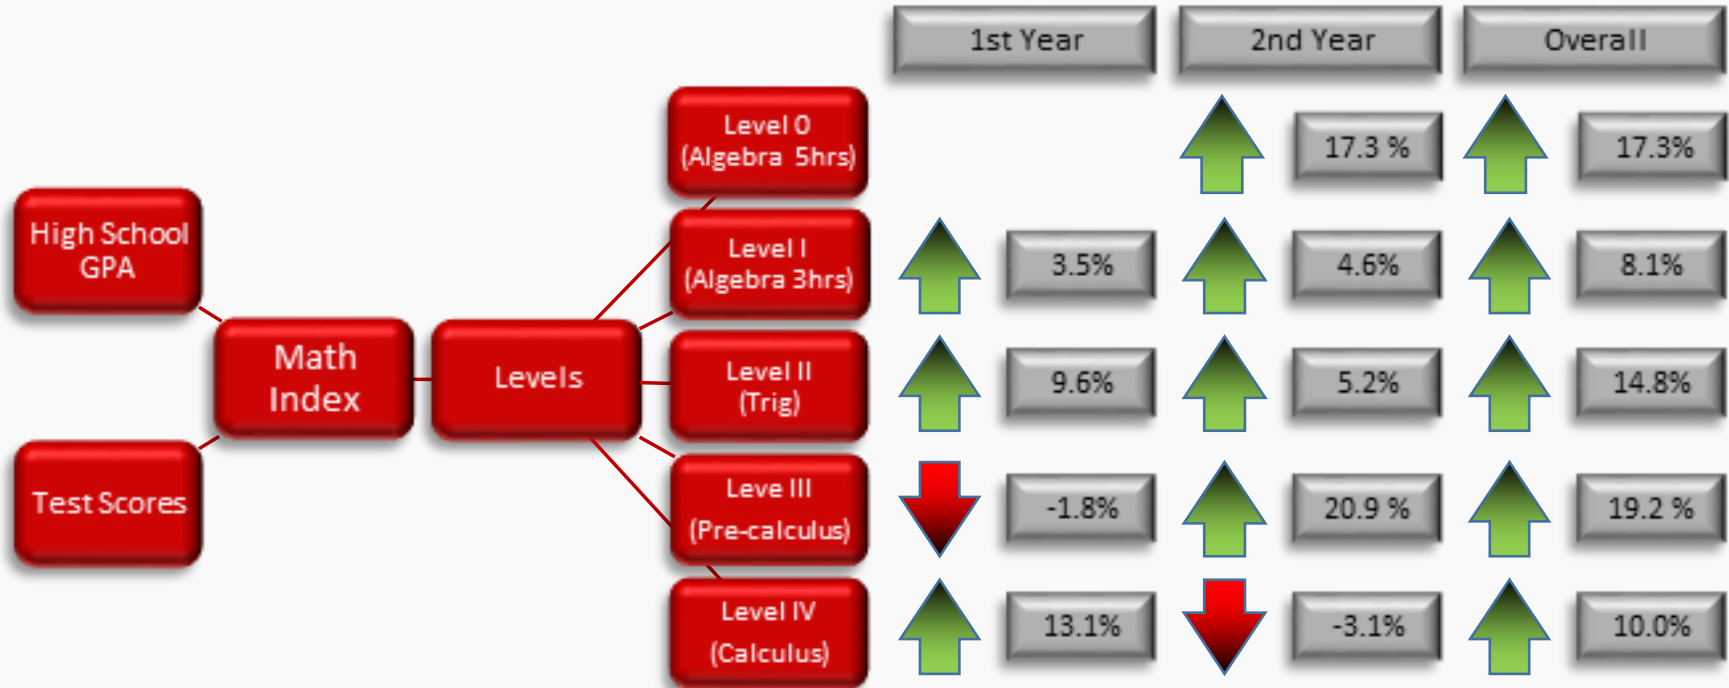 1st Year
2nd Year
Overall
Level 0
(Algebra 5hrs)
17.3 %
17.3%
High School
GPA
Level I
(Algebra 3hrs)
3.5%
4.6%
8.1%
Math
Index
Levels
Level II
(Trig)
9.6%
5.2%
14.8%
Test Scores
Leve III
(Pre-calculus)
-1.8%
20.9 %
19.2 %
Level IV
(Calculus)
13.1%
-3.1%
10.0%